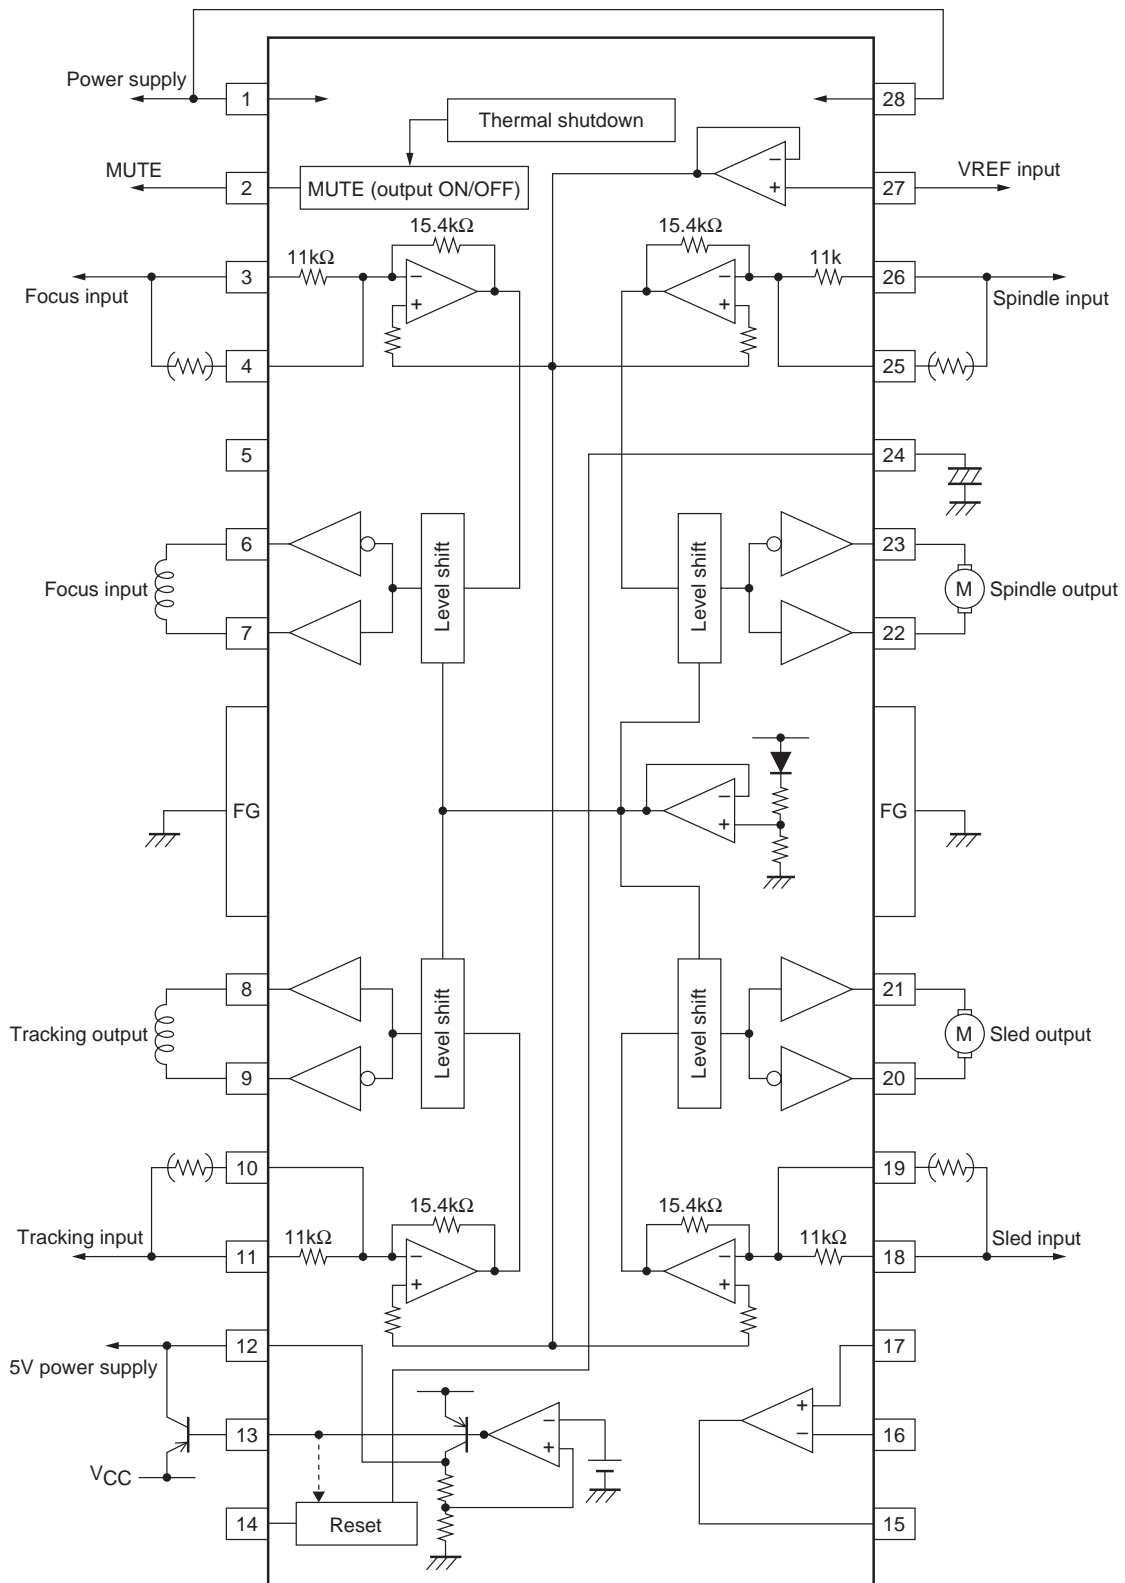 Power supply
1
28
Thermal shutdown
MUTE
2
MUTE (output ON/OFF)
−
+
27
VREF input
15.4kΩ
15.4kΩ
3
11kΩ
−
+
−
+
11k
26
Focus input
Spindle input
4
25
5
24
6
23
Focus input
Level shift
Level shift
M
Spindle output
7
22
FG
−
+
FG
8
21
Tracking output
Level shift
Level shift
M
Sled output
9
20
10
19
15.4kΩ
15.4kΩ
Tracking input
11
11kΩ
−
+
−
+
11kΩ
18
Sled input
12
17
5V power supply
13
−
+
+
−
16
VCC
14
Reset
15